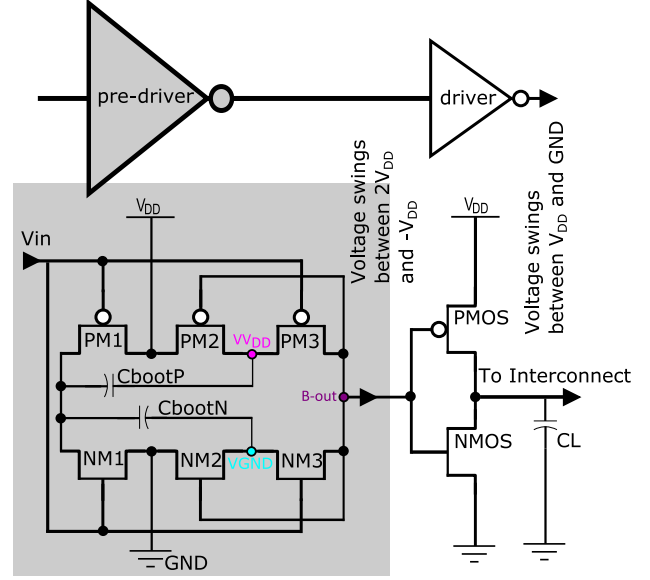 pre-driver
driver
Voltage swings
between 2VDD
and -VDD
Voltage swings
between VDD and GND
VDD
VDD
Vin
PM1
PM2
VVDD
PM3
PMOS
CbootP
To Interconnect
B-out
CbootN
NM1
NM2
VGND
NM3
NMOS
CL
GND